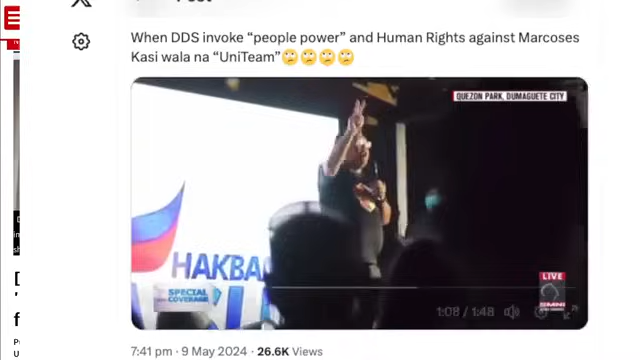 When DDS invoke “people power” and Human Rights against Marcoses
Kasi wala na “UniTeam”🙄🙄🙄🙄
QUEZON PARK, DUMAGUETE CITY
HAKBA
SPECIAL
COVERAGE
LIVE
SMNI
1:08 / 1:48
7:41 pm · 9 May 2024 · 26.6K Views